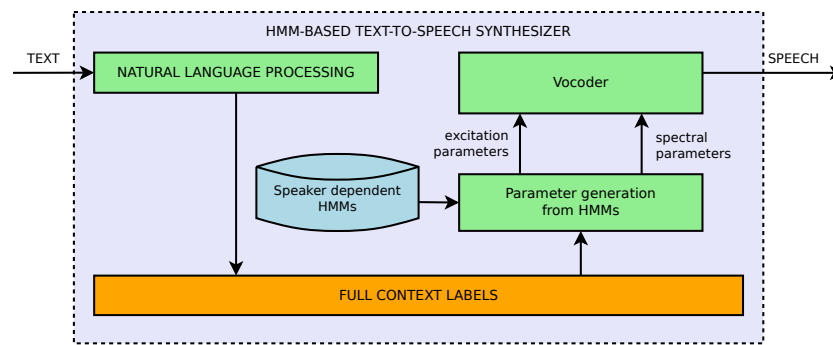 HMM-BASED TEXT-TO-SPEECH SYNTHESIZER
TEXT
NATURAL LANGUAGE PROCESSING
Vocoder
SPEECH
excitation
parameters
spectral
parameters
Speaker dependent
HMMs
Parameter generation
from HMMs
FULL CONTEXT LABELS